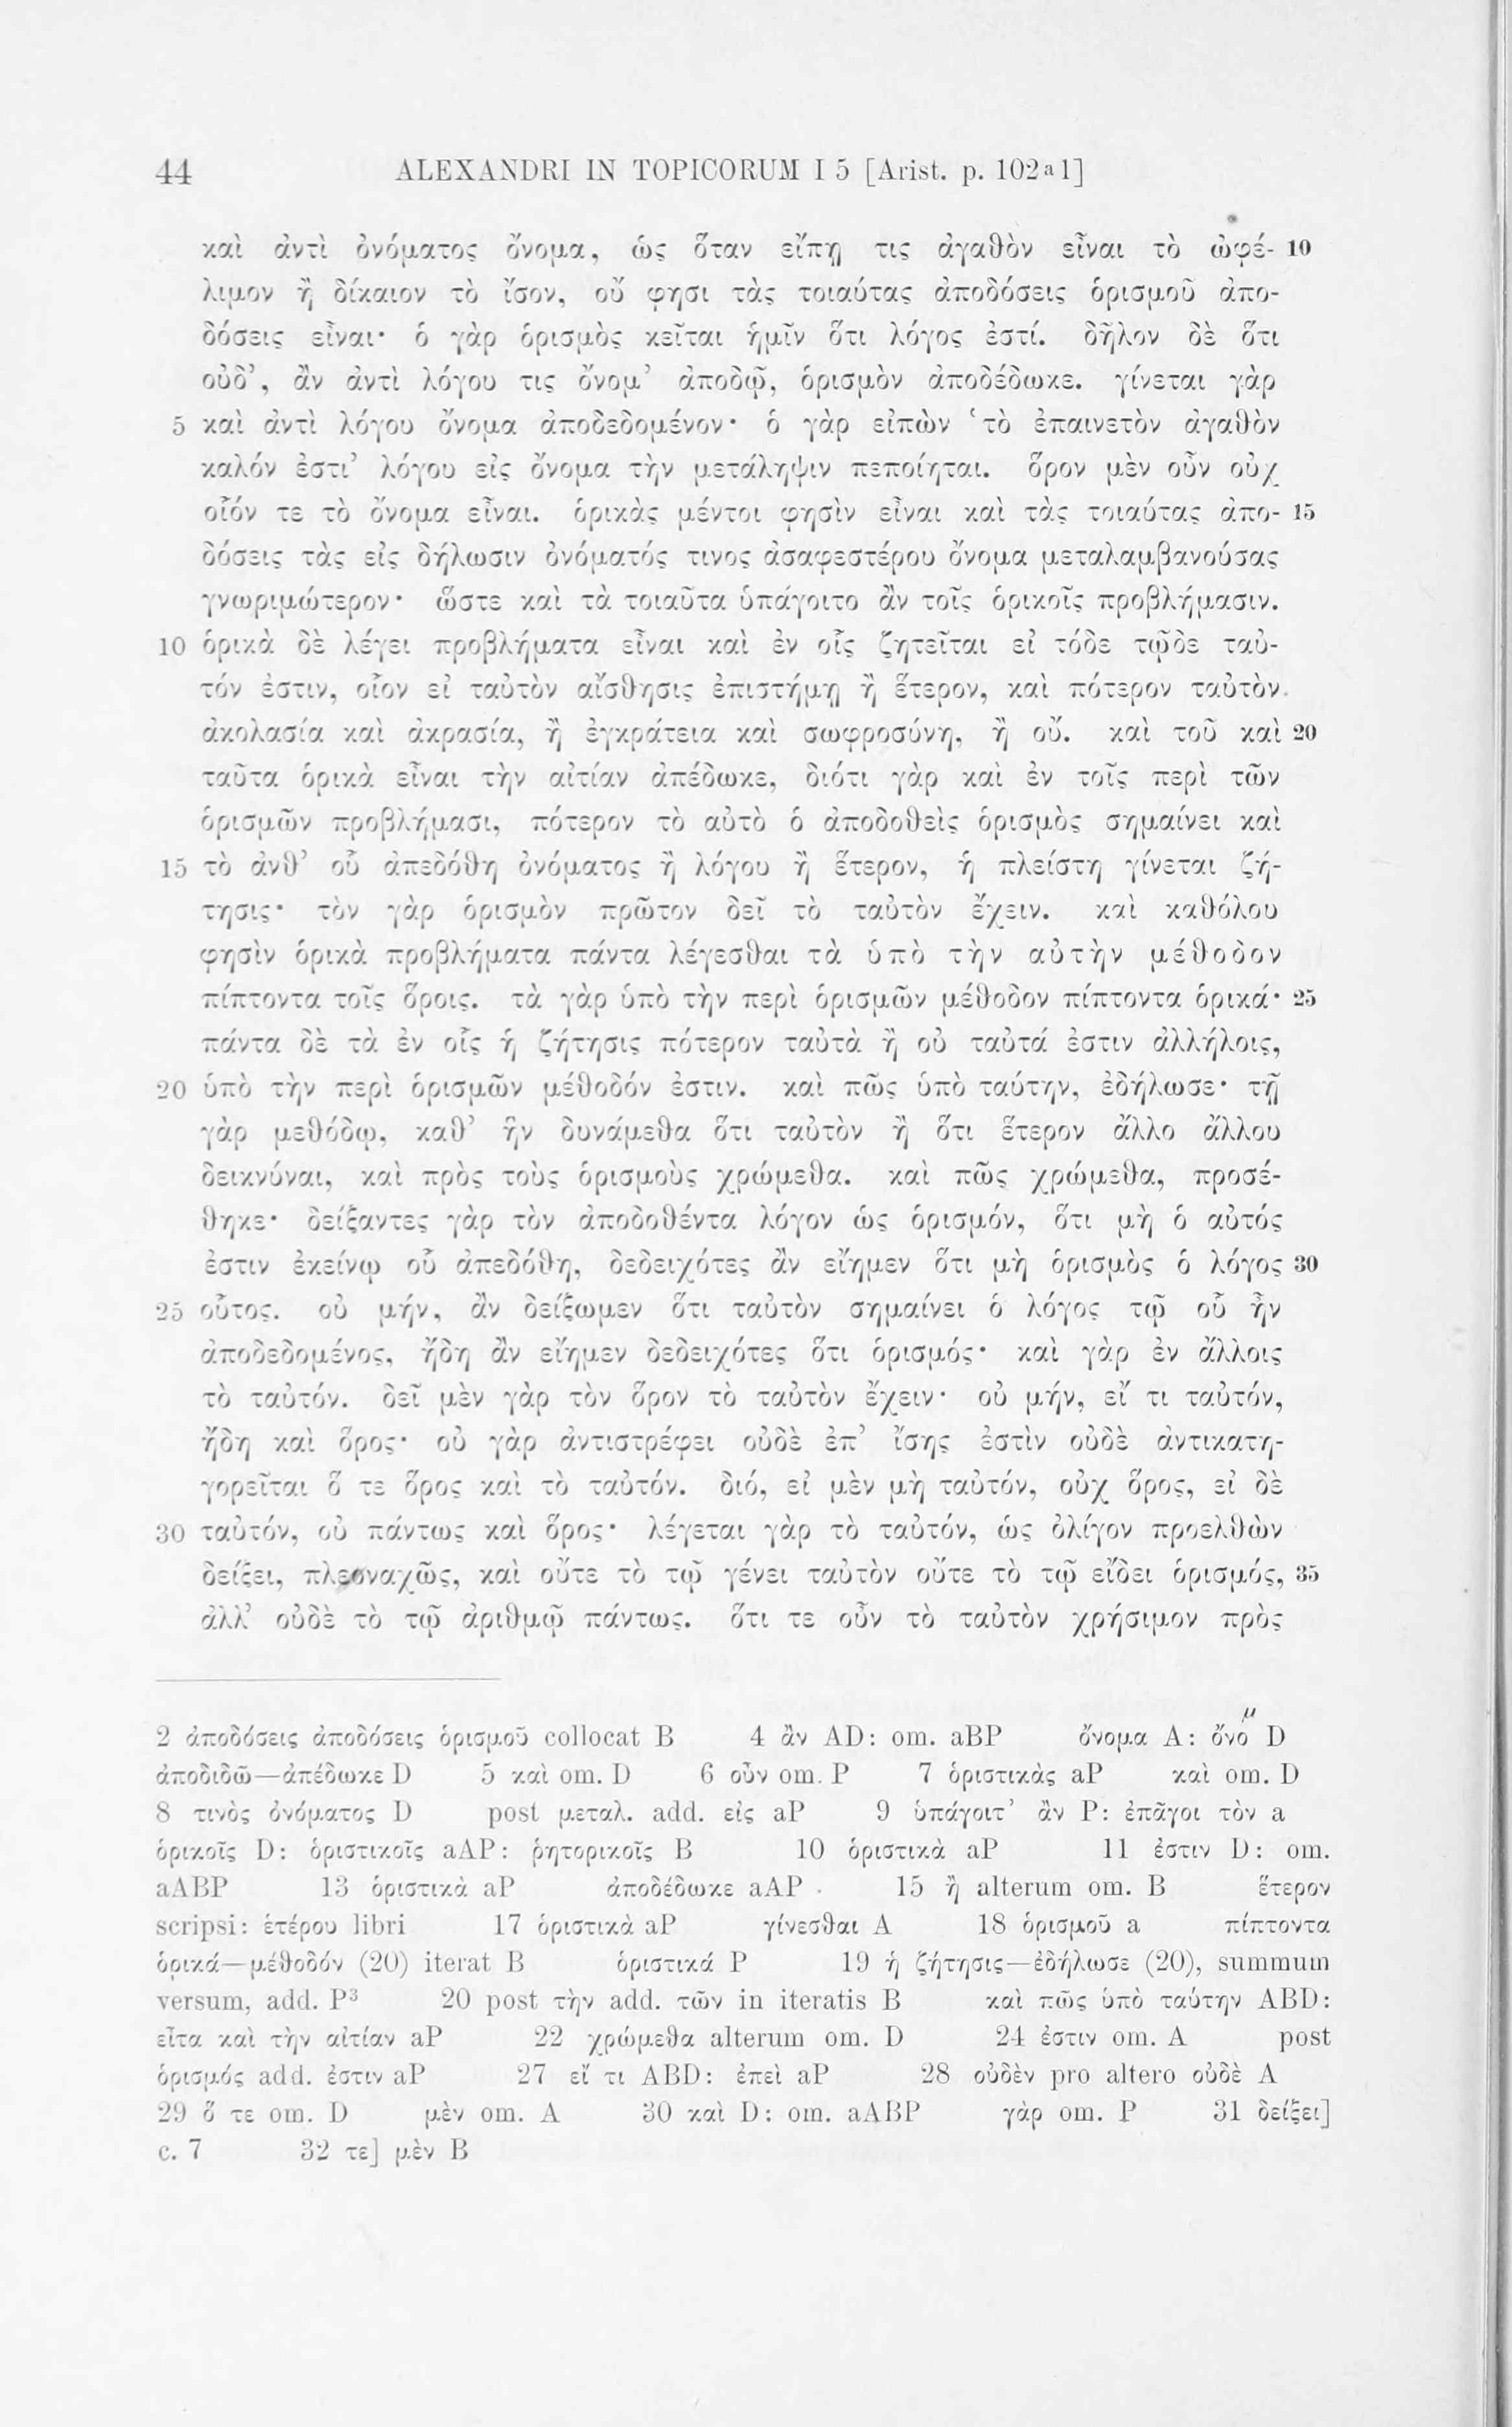 44 ALEXANDRI IN TOPICORUM I 5 [Arist. p. 102a1]
καὶ ἀντὶ ὀνόματος ὄνομα, ὡς ὅταν εἴπῃ τις ἀγαθὸν εἶναι τὸ ὠφέ- 10
λιμον ἢ δίκαιον τὸ ἴσον, οὔ φησι τὰς τοιαύτας ἀποδόσεις ὁρισμοῦ ἀπο-
δόσεις εἶναι· ὁ γὰρ ὁρισμὸς κεῖται ἡμῖν ὅτι λόγος ἐστί. δῆλον δὲ ὅτι
οὐδ’, ἂν ἀντὶ λόγου τις ὄνομ’ ἀποδῷ, ὁρισμὸν ἀποδέδωκε. γίνεται γὰρ
5 καὶ ἀντὶ λόγου ὄνομα ἀποδεδομένον· ὁ γὰρ εἰπὼν ‘τὸ ἐπαινετὸν ἀγαθὸν
καλόν ἐστι’ λόγου εἰς ὄνομα τὴν μετάληψιν πεποίηται. ὅρον μὲν οὖν οὐχ
οἷόν τε τὸ ὄνομα εἶναι. ὁρικὰς μέντοι φησὶν εἶναι καὶ τὰς τοιαύτας ἀπο- 15
δόσεις τὰς εἰς δήλωσιν ὀνόματός τινος ἀσαφεστέρου ὄνομα μεταλαμβανούσας
γνωριμώτερον· ὥστε καὶ τὰ τοιαῦτα ὑπάγοιτο ἂν τοῖς ὁρικοῖς προβλήμασιν.
10 ὁρικὰ δὲ λέγει προβλήματα εἶναι καὶ ἐν οἷς ζητεῖται εἰ τόδε τῷδε ταὐ-
τόν ἐστιν, οἷον εἰ ταὐτὸν αἴσθησις ἐπιστήμῃ ἢ ἕτερον, καὶ πότερον ταὐτὸν
ἀκολασία καὶ ἀκρασία, ἢ ἐγκράτεια καὶ σωφροσύνη, ἢ οὔ. καὶ τοῦ καὶ 20
ταῦτα ὁρικὰ εἶναι τὴν αἰτίαν ἀπέδωκε, διότι γὰρ καὶ ἐν τοῖς περὶ τῶν
ὁρισμῶν προβλήμασι, πότερον τὸ αὐτὸ ὁ ἀποδοθεὶς ὁρισμὸς σημαίνει καὶ
15 τὸ ἀνθ’ οὗ ἀπεδόθη ὀνόματος ἢ λόγου ἢ ἕτερον, ἡ πλείστη γίνεται ζή-
τησις· τὸν γὰρ ὁρισμὸν πρῶτον δεῖ τὸ ταὐτὸν ἔχειν. καὶ καθόλου
φησὶν ὁρικὰ προβλήματα πάντα λέγεσθαι τὰ ὑπὸ τὴν αὐτὴν μέθοδον
πίπτοντα τοῖς ὅροις. τὰ γὰρ ὑπὸ τὴν περὶ ὁρισμῶν μέθοδον πίπτοντα ὁρικά· 25
πάντα δὲ τὰ ἐν οἷς ἡ ζήτησις πότερον ταὐτὰ ἢ οὐ ταὐτά ἐστιν ἀλλήλοις,
20 ὑπὸ τὴν περὶ ὁρισμῶν μέθοδόν ἐστιν. καὶ πῶς ὑπὸ ταύτην, ἐδήλωσε· τῇ
γὰρ μεθόδῳ, καθ’ ἣν δυνάμεθα ὅτι ταὐτὸν ἢ ὅτι ἕτερον ἄλλο ἄλλου
δεικνύναι, καὶ πρὸς τοὺς ὁρισμοὺς χρώμεθα. καὶ πῶς χρώμεθα, προσέ-
θηκε· δείξαντες γὰρ τὸν ἀποδοθέντα λόγον ὡς ὁρισμόν, ὅτι μὴ ὁ αὐτός
ἐστιν ἐκείνῳ οὗ ἀπεδόθη, δεδειχότες ἂν εἴημεν ὅτι μὴ ὁρισμὸς ὁ λόγος 30
25 οὗτος. οὐ μήν, ἂν δείξωμεν ὅτι ταὐτὸν σημαίνει ὁ λόγος τῷ οὗ ἦν
ἀποδεδομένος, ἤδη ἂν εἴημεν δεδειχότες ὅτι ὁρισμός· καὶ γὰρ ἐν ἄλλοις
τὸ ταὐτόν. δεῖ μὲν γὰρ τὸν ὅρον τὸ ταὐτὸν ἔχειν· οὐ μήν, εἴ τι ταὐτόν,
ἤδη καὶ ὅρος· οὐ γὰρ ἀντιστρέφει οὐδὲ ἐπ’ ἴσης ἐστὶν οὐδὲ ἀντικατη-
γορεῖται ὅ τε ὅρος καὶ τὸ ταὐτόν. διό, εἰ μὲν μὴ ταὐτόν, οὐχ ὅρος, εἰ δὲ
30 ταὐτόν, οὐ πάντως καὶ ὅρος· λέγεται γὰρ τὸ ταὐτόν, ὡς ὀλίγον προελθὼν
δείξει, πλεοναχῶς, καὶ οὔτε τὸ τῷ γένει ταὐτὸν οὔτε τὸ τῷ εἴδει ὁρισμός, 35
ἀλλ’ οὐδὲ τὸ τῷ ἀριθμῷ πάντως. ὅτι τε οὖν τὸ ταὐτὸν χρήσιμον πρὸς
2 ἀποδόσεις ἀποδόσεις ὁρισμοῦ collocat B 4 ἂν AD: om. aBP ὄνομα A: ὄνο^μ D
ἀποδιδῶ—ἀπέδωκε D 5 καὶ om. D 6 οὖν om. P 7 ὁριστικὰς aP καὶ om. D
8 τινὸς ὀνόματος D post μεταλ. add. εἰς aP 9 ὑπάγοιτ’ ἂν P: ἐπᾶγοι τὸν a
ὁρικοῖς D: ὁριστικοῖς aAP: ῥητορικοῖς B 10 ὁριστικὰ aP 11 ἐστιν D: om.
aABP 13 ὁριστικὰ aP ἀποδέδωκε aAP 15 ἢ alterum om. B ἕτερον
scripsi: ἑτέρου libri 17 ὁριστικὰ aP γίνεσθαι A 18 ὁρισμοῦ a πίπτοντα
ὁρικά—μέθοδόν (20) iterat B ὁριστικά P 19 ἡ ζήτησις—ἐδήλωσε (20), summum
versum, add. P³ 20 post τὴν add. τῶν in iteratis B καὶ πῶς ὑπὸ ταύτην ABD:
εἶτα καὶ τὴν αἰτίαν aP 22 χρώμεθα alterum om. D 24 ἐστιν om. A post
ὁρισμός add. ἐστιν aP 27 εἴ τι ABD: ἐπεὶ aP 28 οὐδὲν pro altero οὐδὲ A
29 ὅ τε om. D μὲν om. A 30 καὶ D: om. aABP γὰρ om. P 31 δείξει]
c. 7 32 τε] μὲν B